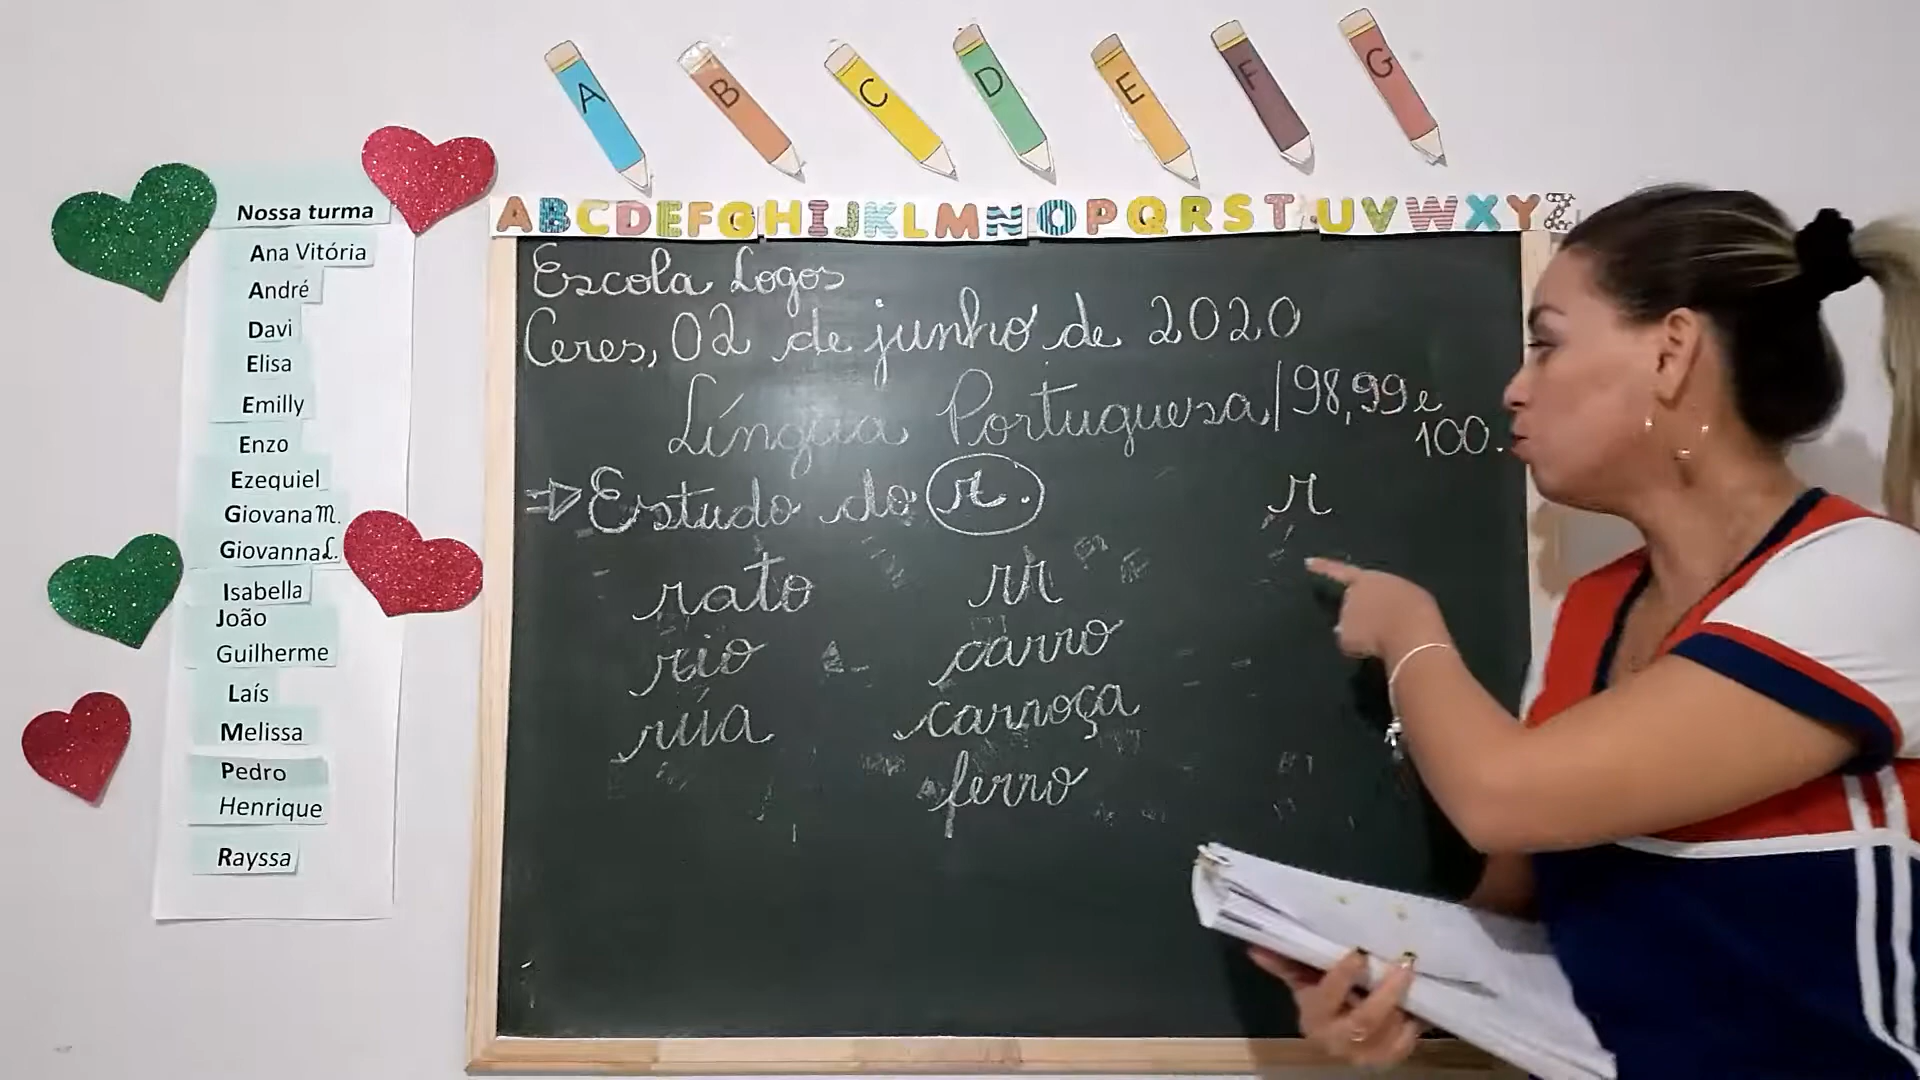 A B C D E F G
ABCDEFGHIJKLMNOPQRSTUVWXYZ
Nossa turma
Ana Vitória
André
Davi
Elisa
Emilly
Enzo
Ezequiel
Giovana M.
Giovanna L.
Isabella
João
Guilherme
Laís
Melissa
Pedro
Henrique
Rayssa
Escola Logos
Ceres, 02 de junho de 2020
Língua Portuguesa/98,99 e
100.
⇒ Estudo do r.
rato
rio
rúa
rr
carro
carroça
ferro
r